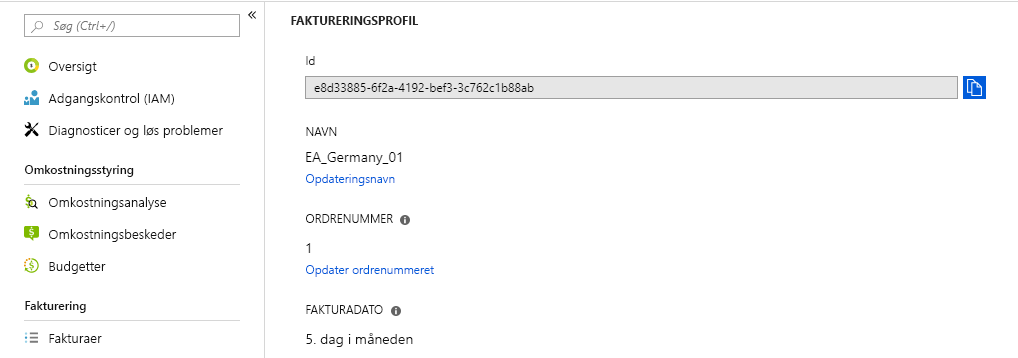 Søg (Ctrl+/)
«
Oversigt
Adgangskontrol (IAM)
Diagnosticer og løs problemer
Omkostningsstyring
Omkostningsanalyse
Omkostningsbeskeder
Budgetter
Fakturering
Fakturaer
FAKTURERINGSPROFIL
Id
e8d33885-6f2a-4192-bef3-3c762c1b88ab
NAVN
EA_Germany_01
Opdateringsnavn
ORDRENUMMER
1
Opdater ordrenummeret
FAKTURADATO
5. dag i måneden